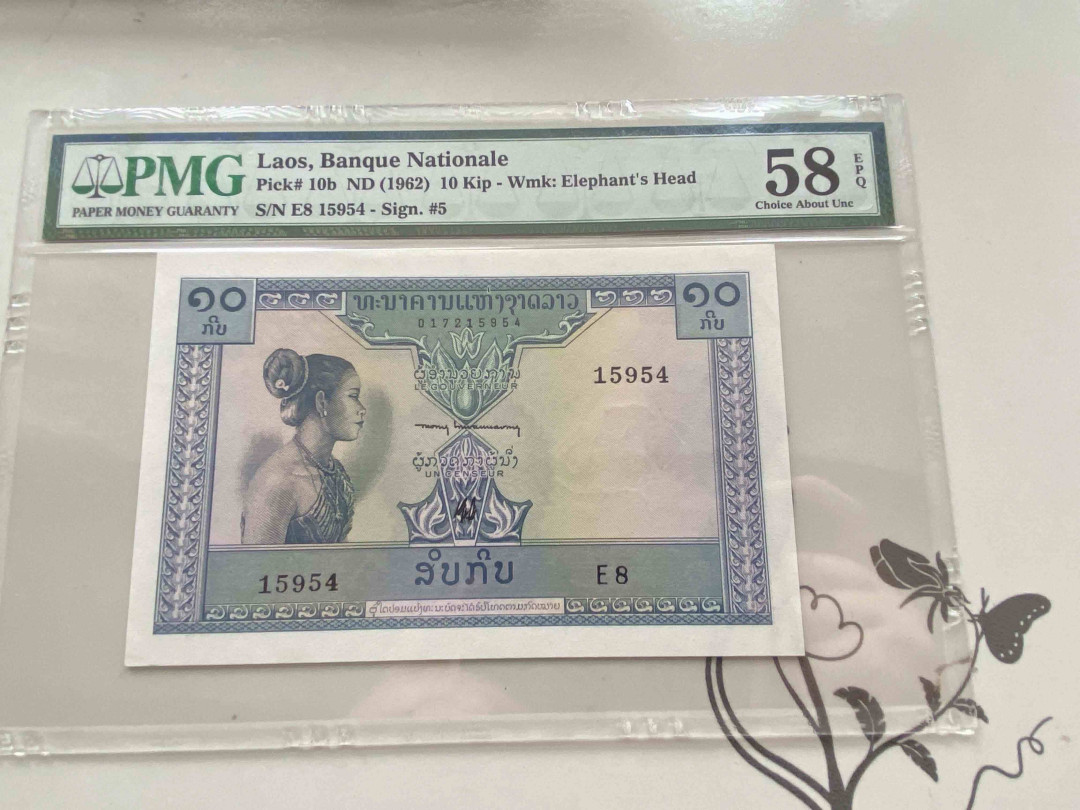 PMG
PAPER MONEY GUARANTY
Laos, Banque Nationale
Pick# 10b ND (1962) 10 Kip - Wmk: Elephant's Head
S/N E8 15954 - Sign. #5
58
EPQ
Choice About Unc
໑໐ ທະນາຄານແຫ່ງຊາດລາວ ໑໐
ກີບ ກີບ
017215954
LE GOUVERNEUR
15954
UN CENSEUR
15954 ສິບກີບ E8